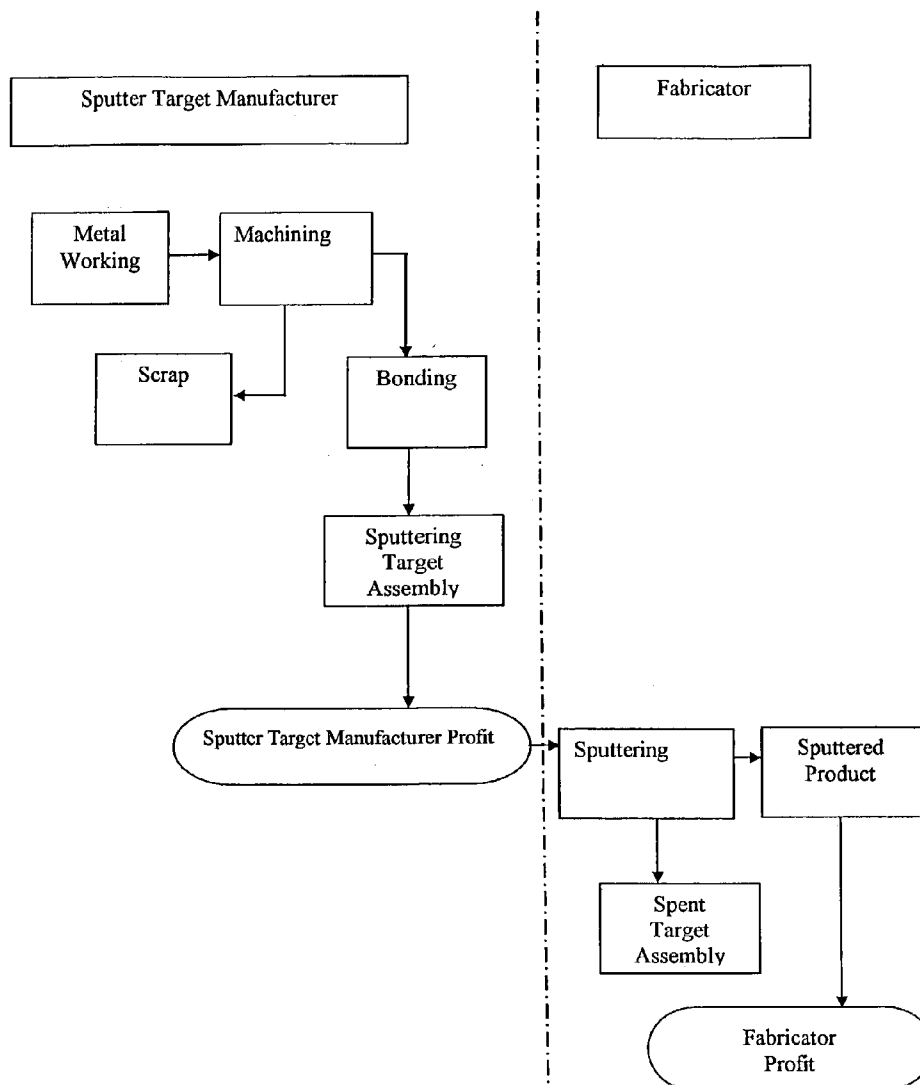 Sputter Target Manufacturer
Fabricator
Metal
Working
Machining
Scrap
Bonding
Sputtering
Target
Assembly
Sputter Target Manufacturer Profit
Sputtering
Sputtered
Product
Spent
Target
Assembly
Fabricator
Profit